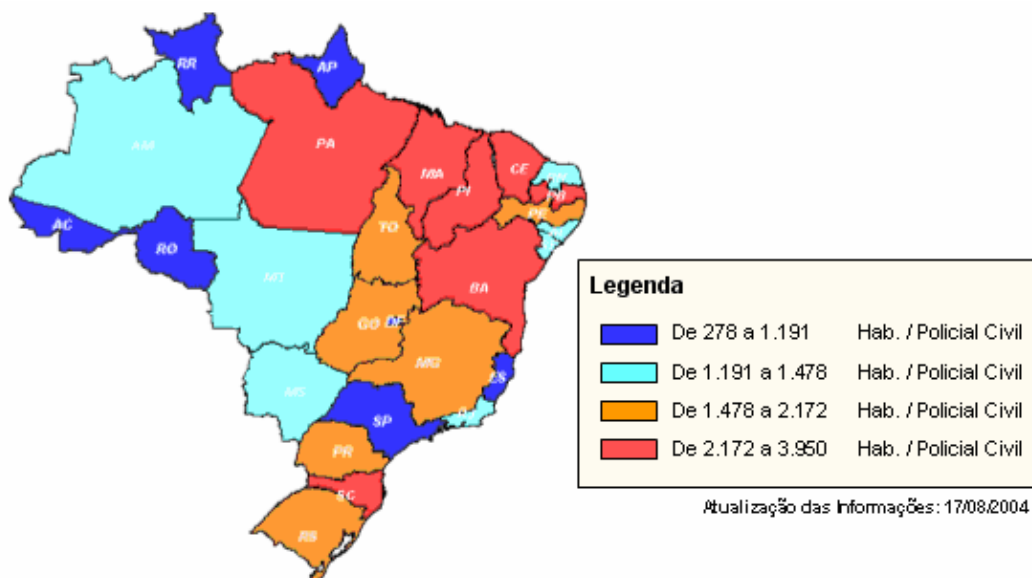 RR
AP
AM
PA
MA
CE
RN
PB
PI
PE
AC
TO
RO
MT
BA
GO
DF
MG
ES
MS
SP
PR
SC
RS
Legenda
De 278 a 1.191 Hab. / Policial Civil
De 1.191 a 1.478 Hab. / Policial Civil
De 1.478 a 2.172 Hab. / Policial Civil
De 2.172 a 3.950 Hab. / Policial Civil
Atualização das Informações: 17/08/2004